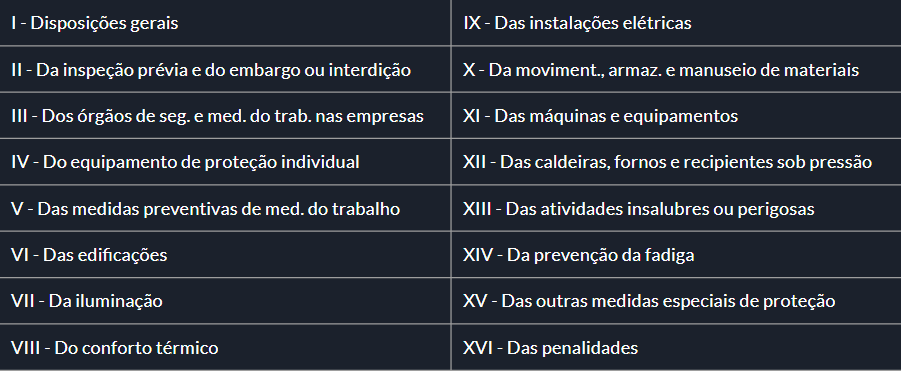 I - Disposições gerais
IX - Das instalações elétricas
II - Da inspeção prévia e do embargo ou interdição
X - Da moviment., armaz. e manuseio de materiais
III - Dos órgãos de seg. e med. do trab. nas empresas
XI - Das máquinas e equipamentos
IV - Do equipamento de proteção individual
XII - Das caldeiras, fornos e recipientes sob pressão
V - Das medidas preventivas de med. do trabalho
XIII - Das atividades insalubres ou perigosas
VI - Das edificações
XIV - Da prevenção da fadiga
VII - Da iluminação
XV - Das outras medidas especiais de proteção
VIII - Do conforto térmico
XVI - Das penalidades